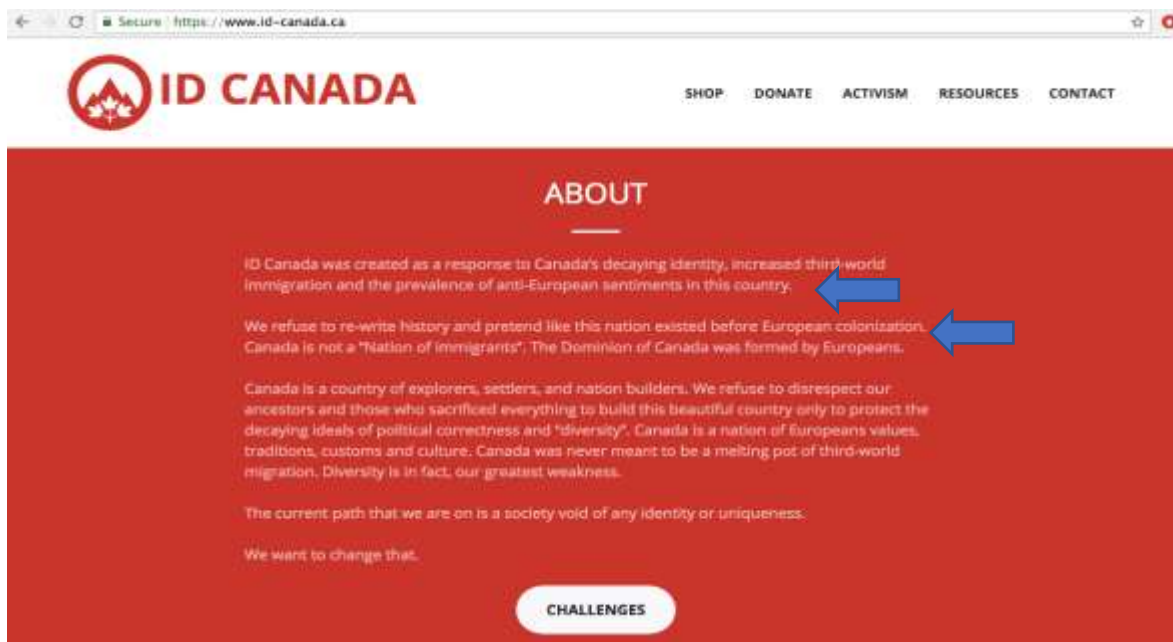 Secure https://www.id-canada.ca
ID CANADA
SHOP DONATE ACTIVISM RESOURCES CONTACT
ABOUT
ID Canada was created as a response to Canada's decaying identity, increased third-world
immigration and the prevalence of anti-European sentiments in this country.
We refuse to re-write history and pretend like this nation existed before European colonization.
Canada is not a "Nation of immigrants". The Dominion of Canada was formed by Europeans.
Canada is a country of explorers, settlers, and nation builders. We refuse to disrespect our
ancestors and those who sacrificed everything to build this beautiful country only to protect the
decaying ideals of political correctness and "diversity". Canada is a nation of Europeans values,
traditions, customs and culture. Canada was never meant to be a melting pot of third-world
migration. Diversity is in fact, our greatest weakness.
The current path that we are on is a society void of any identity or uniqueness.
We want to change that.
CHALLENGES